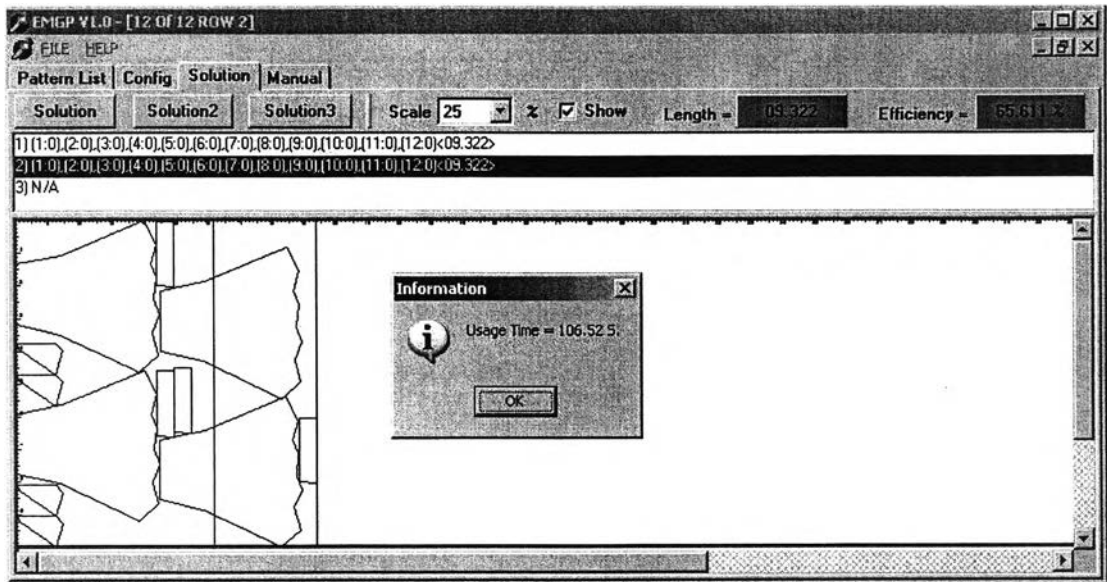 EMGP V1.0 - [12 OF 12 ROW 2]
FILE HELP
Pattern List Config Solution Manual
Solution Solution2 Solution3 Scale 25 % Show Length = 09.322 Efficiency = 65.611 %
1) (1:0),(2:0),(3:0),(4:0),(5:0),(6:0),(7:0),(8:0),(9:0),(10:0),(11:0),(12:0)<09.322>
2) (1:0),(2:0),(3:0),(4:0),(5:0),(6:0),(7:0),(8:0),(9:0),(10:0),(11:0),(12:0)<09.322>
3) N/A
Information
Usage Time = 106.52 S.
OK